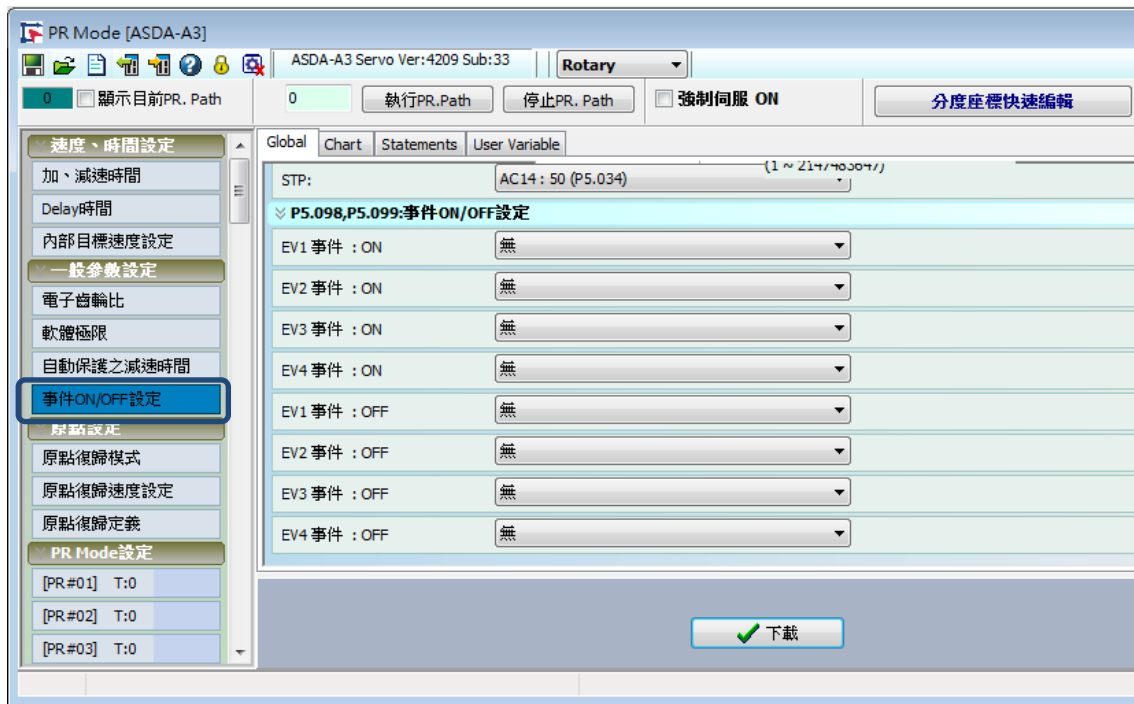 PR Mode [ASDA-A3]
ASDA-A3 Servo Ver:4209 Sub:33
Rotary
0
顯示目前PR. Path
0
執行PR.Path
停止PR. Path
強制伺服 ON
分度座標快速編輯
速度、時間設定
加、減速時間
Delay時間
內部目標速度設定
一般參數設定
電子齒輪比
軟體極限
自動保護之減速時間
事件ON/OFF設定
原點設定
原點復歸模式
原點復歸速度設定
原點復歸定義
PR Mode設定
[PR#01] T:0
[PR#02] T:0
[PR#03] T:0
Global
Chart
Statements
User Variable
(1 ~ 2147483647)
STP:
AC14 : 50 (P5.034)
P5.098,P5.099:事件ON/OFF設定
EV1 事件 : ON
無
EV2 事件 : ON
無
EV3 事件 : ON
無
EV4 事件 : ON
無
EV1 事件 : OFF
無
EV2 事件 : OFF
無
EV3 事件 : OFF
無
EV4 事件 : OFF
無
下載